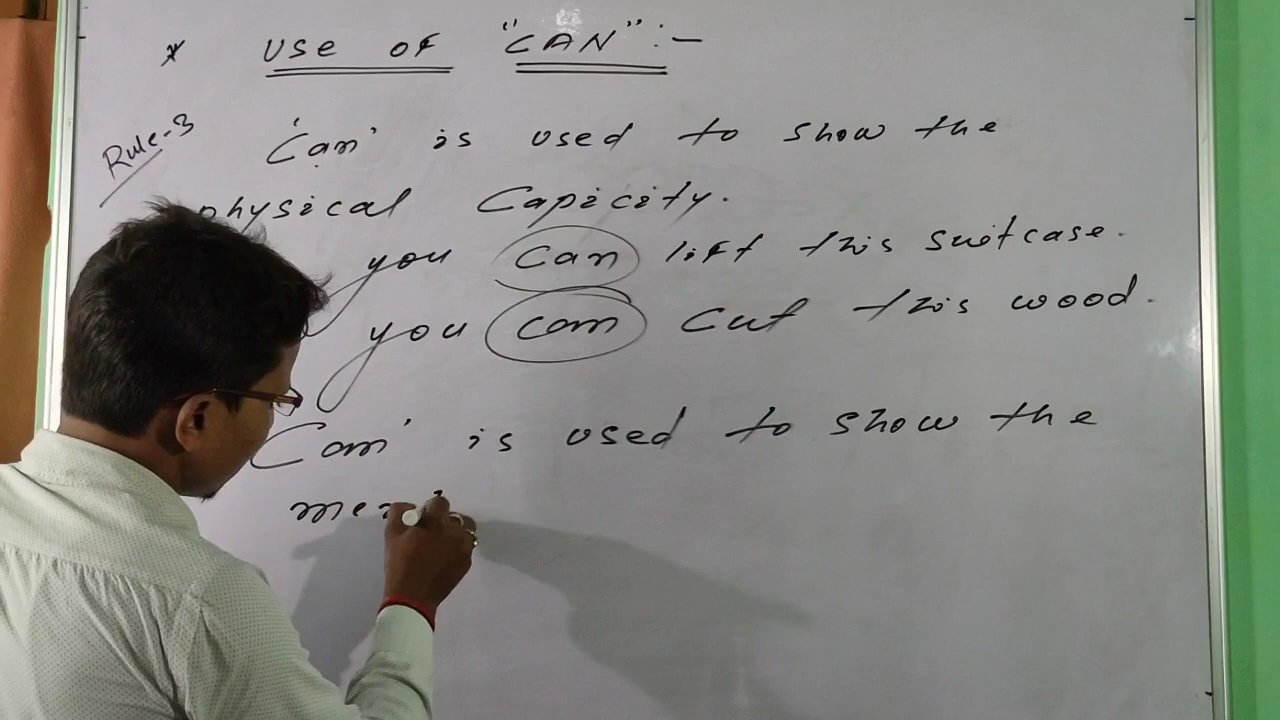 * USE OF "CAN" :-
Rule-3 'Can' is used to show the
physical Capicity.
you can lift this suitcase.
you can cut this wood.
Can' is used to show the